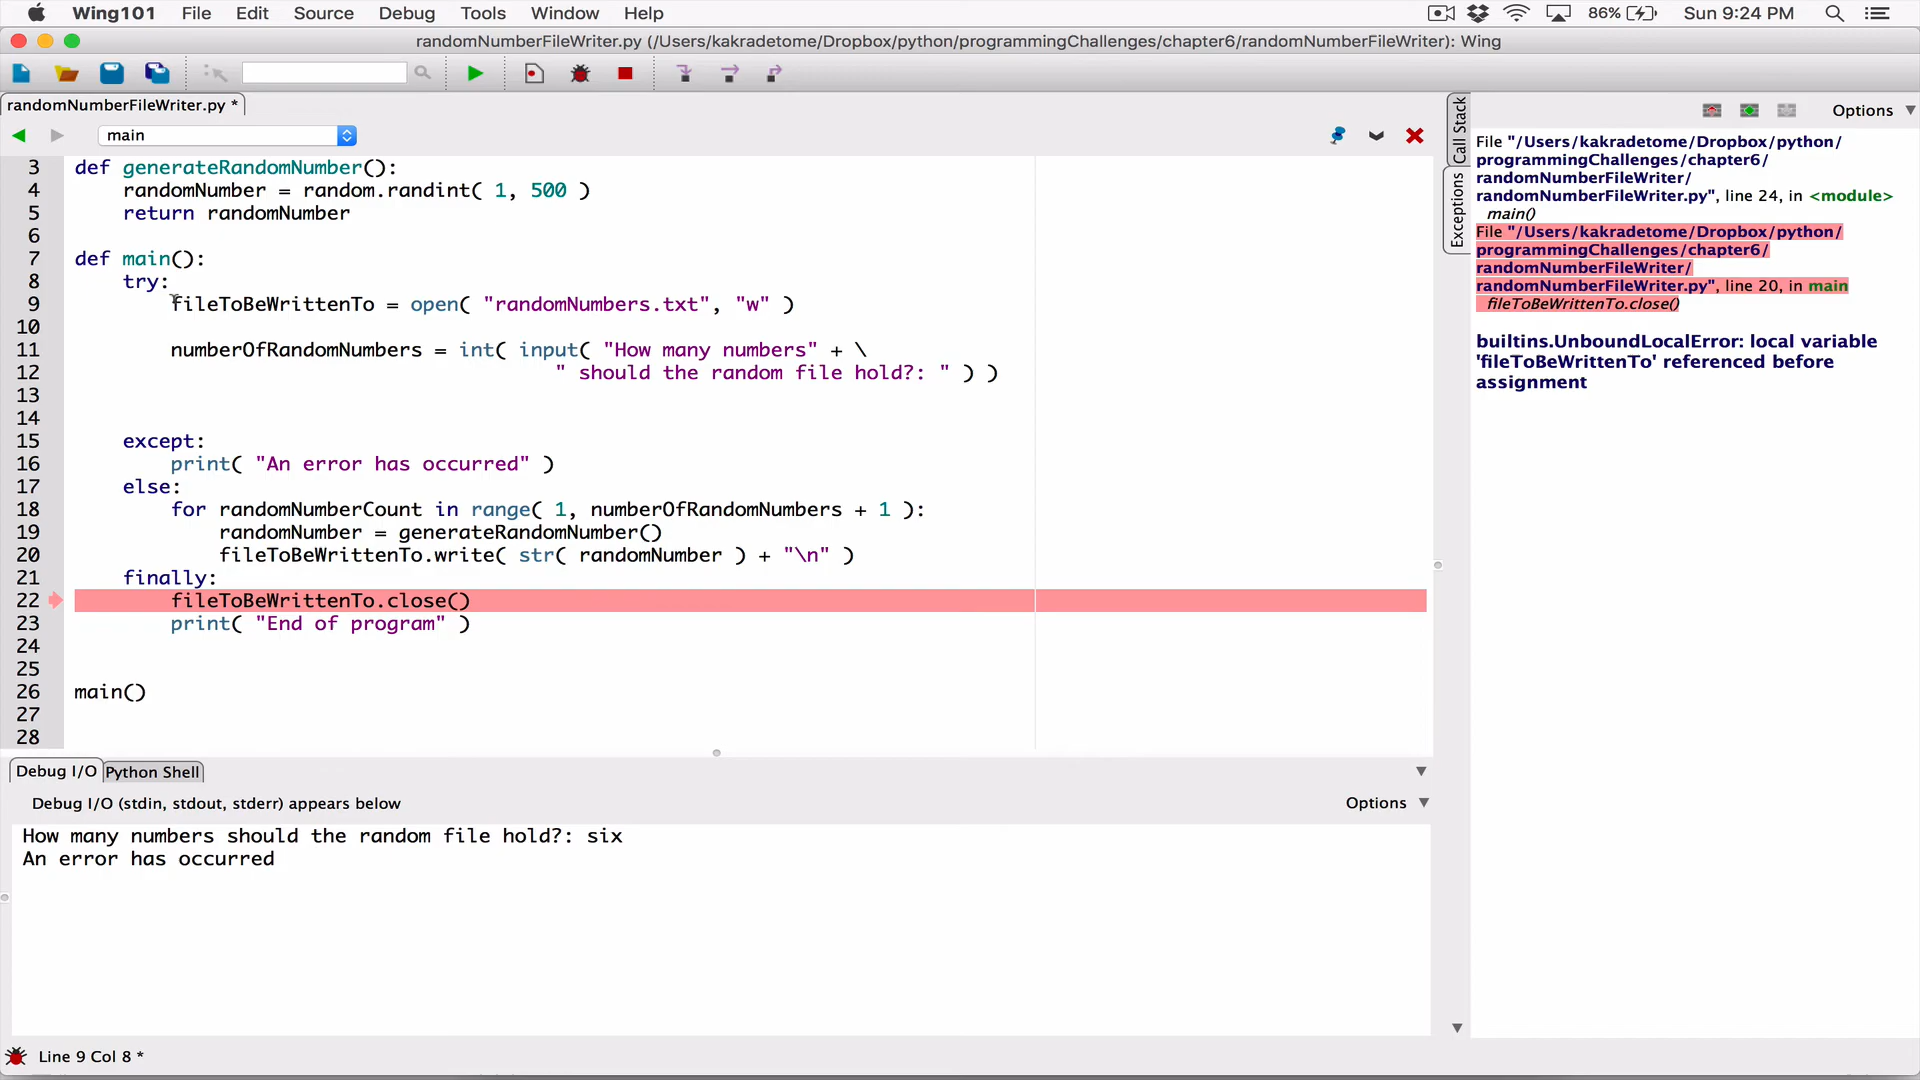 Wing101 File Edit Source Debug Tools Window Help 86% Sun 9:24 PM
randomNumberFileWriter.py (/Users/kakradetome/Dropbox/python/programmingChallenges/chapter6/randomNumberFileWriter): Wing
randomNumberFileWriter.py *
main
3 def generateRandomNumber():
4 randomNumber = random.randint( 1, 500 )
5 return randomNumber
6
7 def main():
8 try:
9 fileToBeWrittenTo = open( "randomNumbers.txt", "w" )
10
11 numberOfRandomNumbers = int( input( "How many numbers" + \
12 " should the random file hold?: " ) )
13
14
15 except:
16 print( "An error has occurred" )
17 else:
18 for randomNumberCount in range( 1, numberOfRandomNumbers + 1 ):
19 randomNumber = generateRandomNumber()
20 fileToBeWrittenTo.write( str( randomNumber ) + "\n" )
21 finally:
22 fileToBeWrittenTo.close()
23 print( "End of program" )
24
25
26 main()
27
28
Call Stack
Exceptions
Options
File "/Users/kakradetome/Dropbox/python/
programmingChallenges/chapter6/
randomNumberFileWriter/
randomNumberFileWriter.py", line 24, in <module>
main()
File "/Users/kakradetome/Dropbox/python/
programmingChallenges/chapter6/
randomNumberFileWriter/
randomNumberFileWriter.py", line 20, in main
fileToBeWrittenTo.close()
builtins.UnboundLocalError: local variable
'fileToBeWrittenTo' referenced before
assignment
Debug I/O Python Shell
Debug I/O (stdin, stdout, stderr) appears below Options
How many numbers should the random file hold?: six
An error has occurred
Line 9 Col 8 *